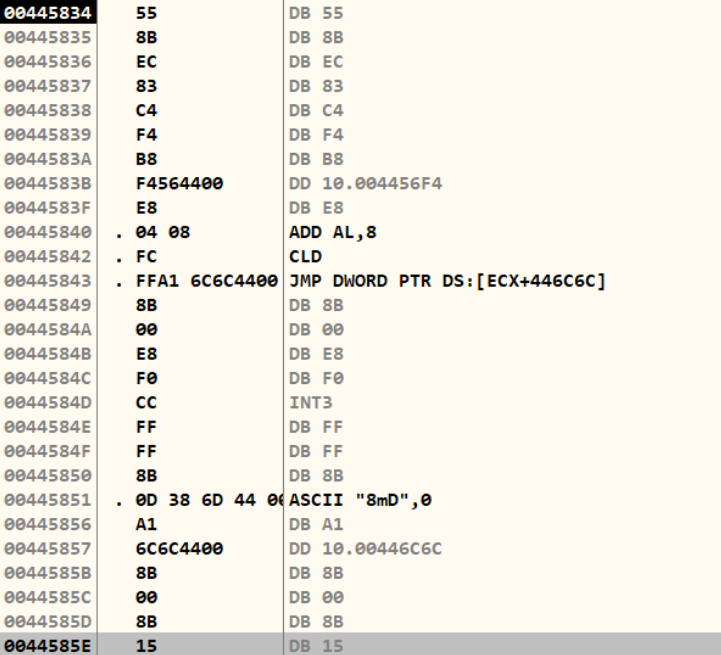 00445834 55 DB 55
00445835 8B DB 8B
00445836 EC DB EC
00445837 83 DB 83
00445838 C4 DB C4
00445839 F4 DB F4
0044583A B8 DB B8
0044583B F4564400 DD 10.004456F4
0044583F E8 DB E8
00445840 . 04 08 ADD AL,8
00445842 . FC CLD
00445843 . FFA1 6C6C4400 JMP DWORD PTR DS:[ECX+446C6C]
00445849 8B DB 8B
0044584A 00 DB 00
0044584B E8 DB E8
0044584C F0 DB F0
0044584D CC INT3
0044584E FF DB FF
0044584F FF DB FF
00445850 8B DB 8B
00445851 . 0D 38 6D 44 00 ASCII "8mD",0
00445856 A1 DB A1
00445857 6C6C4400 DD 10.00446C6C
0044585B 8B DB 8B
0044585C 00 DB 00
0044585D 8B DB 8B
0044585E 15 DB 15